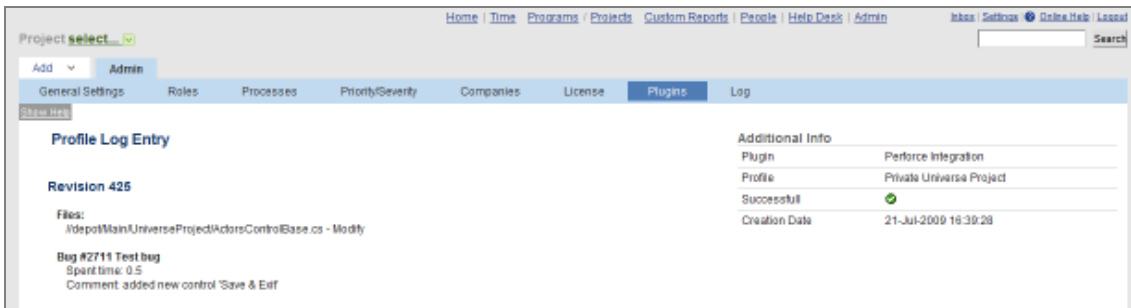 Home | Time Programs / Projects Custom Reports | People | Help Desk | Admin
Inbox | Settings Online Help | Logout
Project select...
Search
Add Admin
General Settings Roles Processes Priority/Severity Companies License Plugins Log
Show Help
Profile Log Entry
Revision 425
Files:
//depot/Main/UniverseProject/ActorsControlBase.cs - Modify
Bug #2711 Test bug
Spent time: 0.5
Comment: added new control 'Save & Exit'
Additional Info
Plugin Perforce Integration
Profile Private Universe Project
Successfull
Creation Date 21-Jul-2009 16:39:28